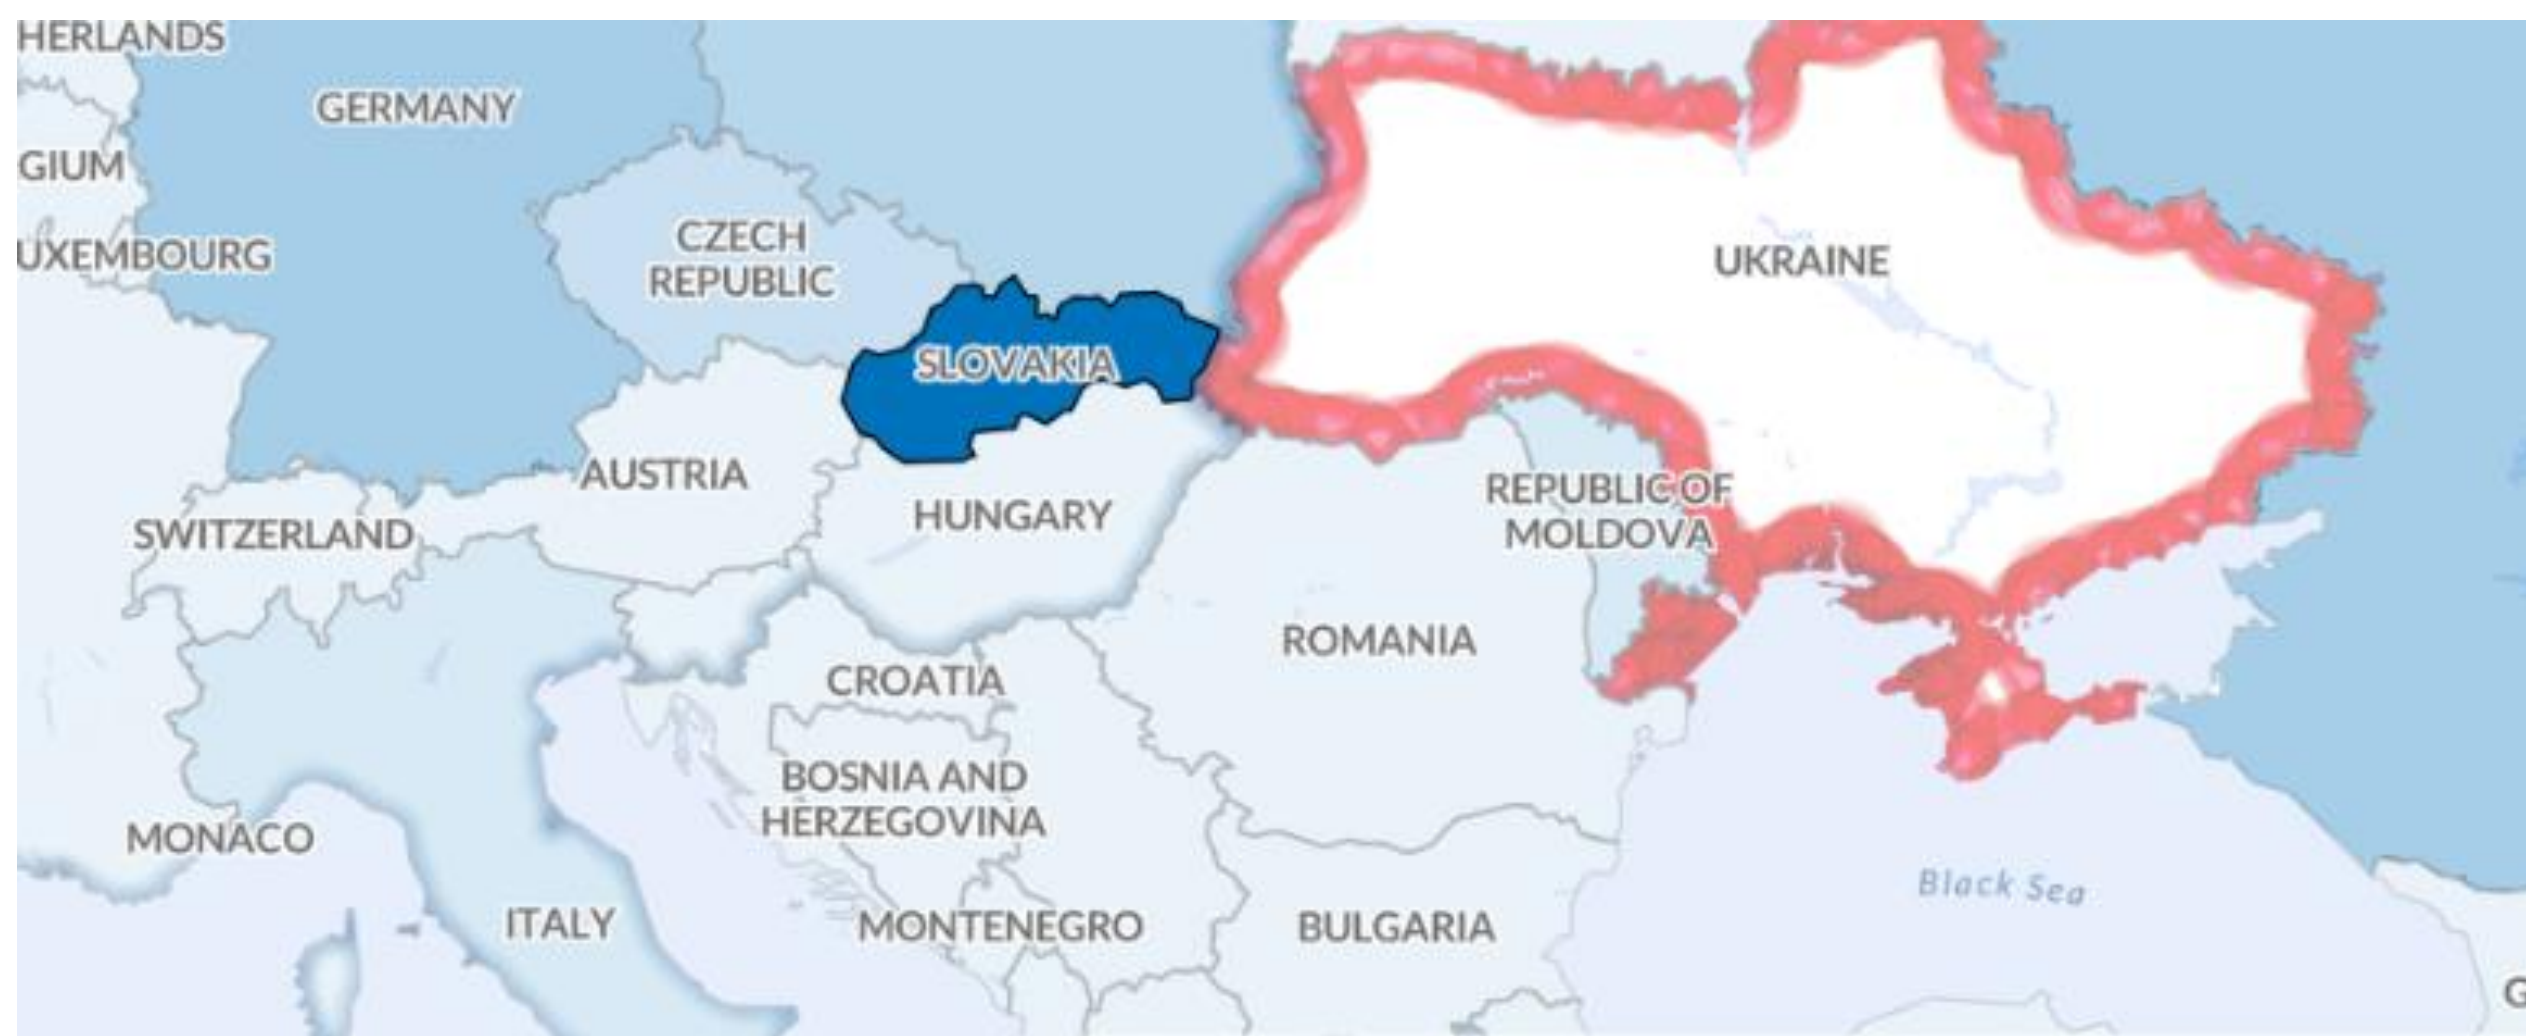 HERLANDS
GERMANY
GIUM
CZECH
REPUBLIC
UXEMBOURG
UKRAINE
SLOVAKIA
AUSTRIA
REPUBLIC OF
MOLDOVA
HUNGARY
SWITZERLAND
ROMANIA
CROATIA
BOSNIA AND
HERZEGOVINA
MONACO
Black Sea
ITALY
MONTENEGRO
BULGARIA
G